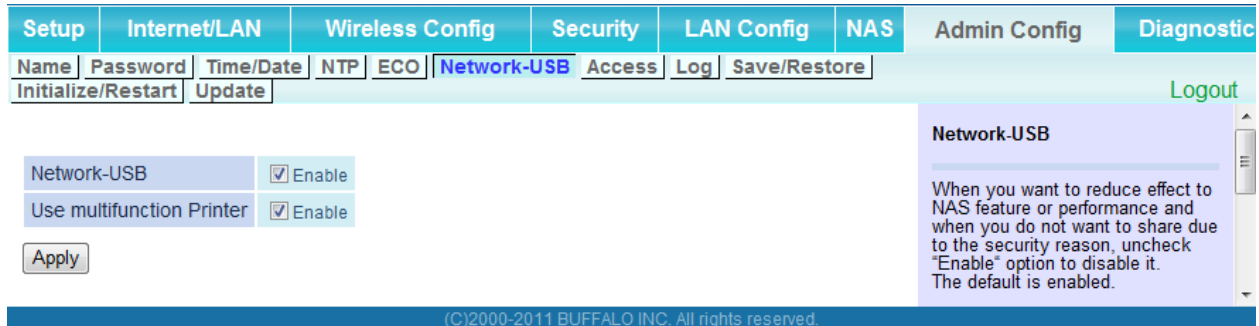 Setup Internet/LAN Wireless Config Security LAN Config NAS Admin Config Diagnostic
Name Password Time/Date NTP ECO Network-USB Access Log Save/Restore
Initialize/Restart Update
Logout
Network-USB Enable
Use multifunction Printer Enable
Apply
Network-USB
When you want to reduce effect to
NAS feature or performance and
when you do not want to share due
to the security reason, uncheck
"Enable" option to disable it.
The default is enabled.
(C)2000-2011 BUFFALO INC. All rights reserved.